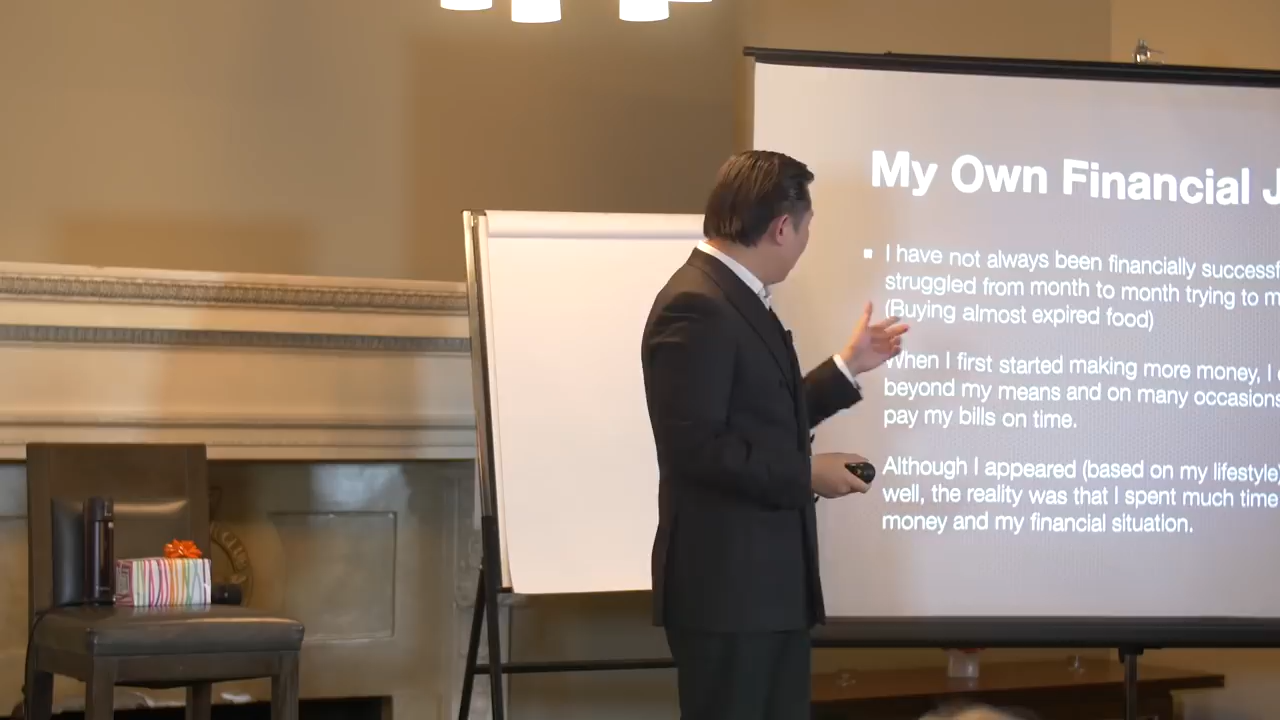 My Own Financial J
▪ I have not always been financially successf
struggled from month to month trying to m
(Buying almost expired food)
When I first started making more money, I
beyond my means and on many occasions
pay my bills on time.
Although I appeared (based on my lifestyle)
well, the reality was that I spent much time
money and my financial situation.